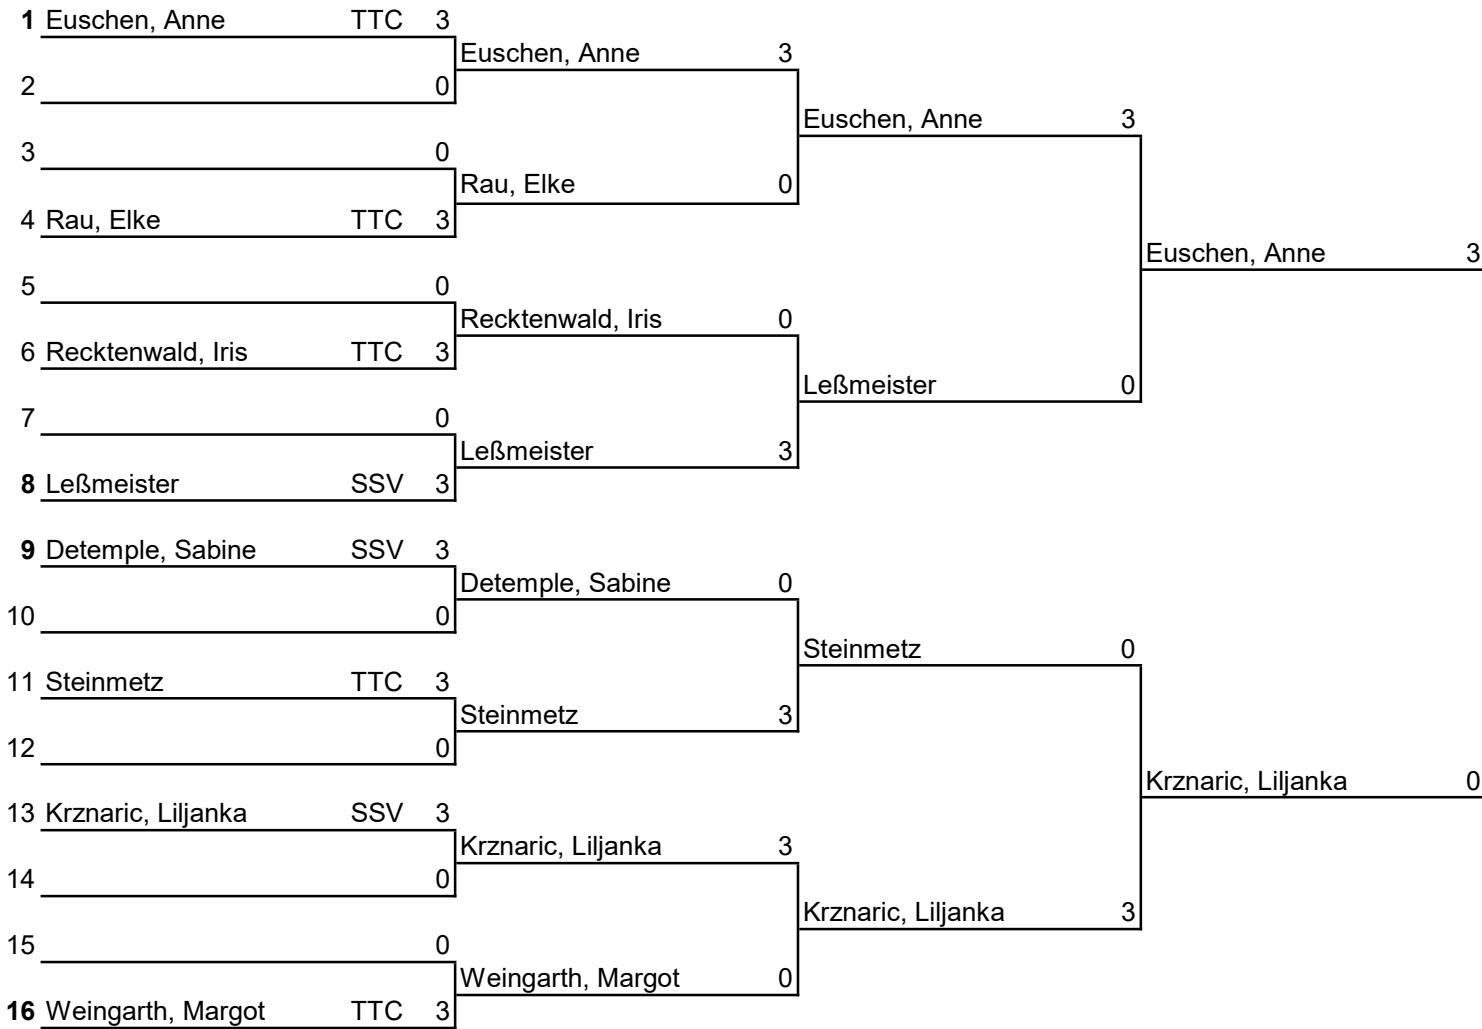 1 Euschen, Anne TTC 3
Euschen, Anne 3
2 0
Euschen, Anne 3
3 0
Rau, Elke 0
4 Rau, Elke TTC 3
Euschen, Anne 3
5 0
Recktenwald, Iris 0
6 Recktenwald, Iris TTC 3
Leßmeister 0
7 0
Leßmeister 3
8 Leßmeister SSV 3
9 Detemple, Sabine SSV 3
Detemple, Sabine 0
10 0
Steinmetz 0
11 Steinmetz TTC 3
Steinmetz 3
12 0
Krznaric, Liljanka 0
13 Krznaric, Liljanka SSV 3
Krznaric, Liljanka 3
14 0
Krznaric, Liljanka 3
15 0
Weingarth, Margot 0
16 Weingarth, Margot TTC 3